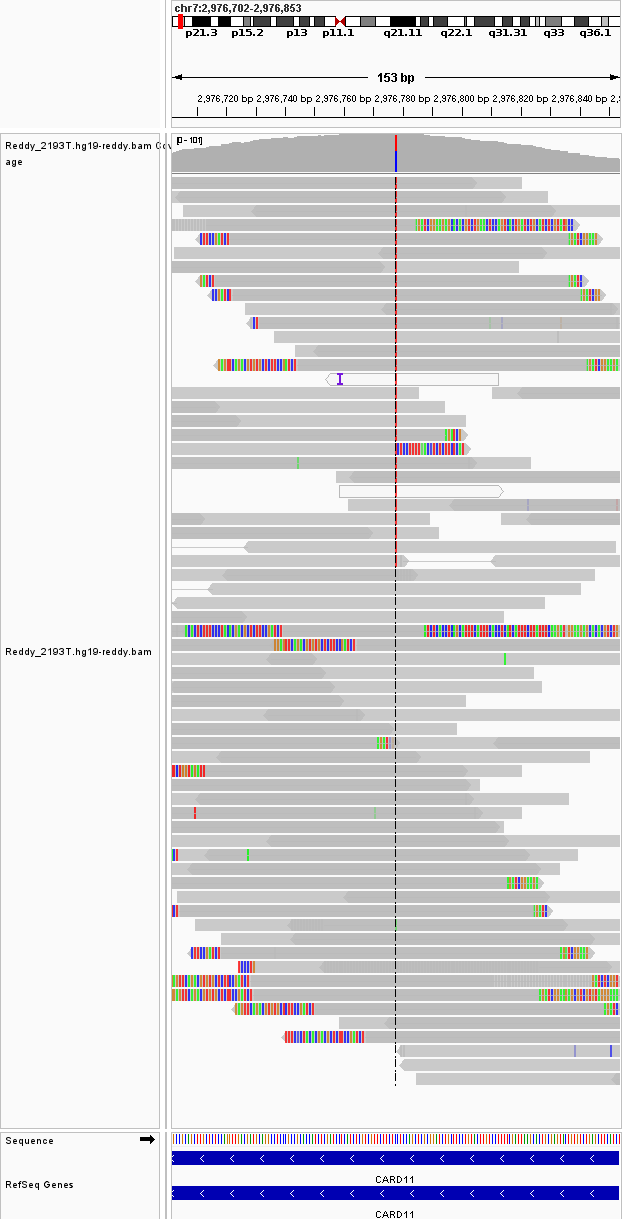 chr7:2,976,702-2,976,853
p21.3 p15.2 p13 p11.1 q21.11 q22.1 q31.31 q33 q36.1
153 bp
2,976,720 bp 2,976,740 bp 2,976,760 bp 2,976,780 bp 2,976,800 bp 2,976,820 bp 2,976,840 bp
Reddy_2193T.hg19-reddy.bam Cov
age
[0 - 101]
Reddy_2193T.hg19-reddy.bam
Sequence
RefSeq Genes
CARD11
CARD11